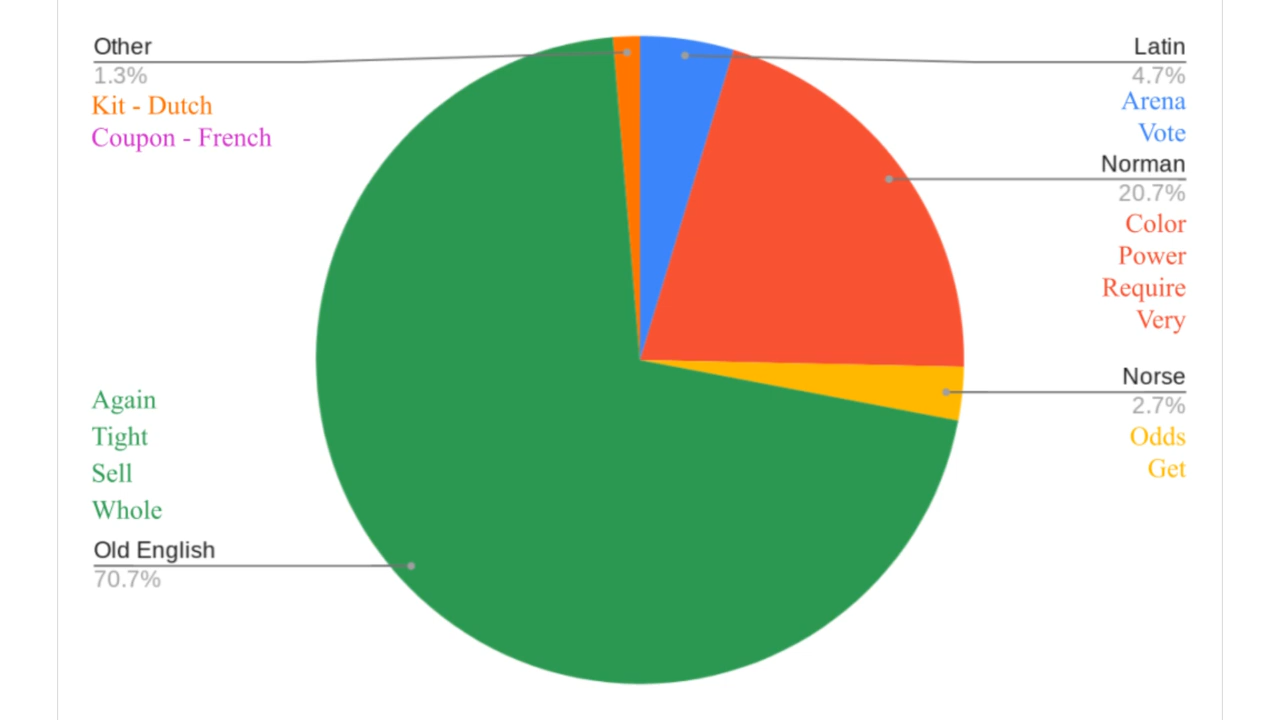 Other
1.3%
Kit - Dutch
Coupon - French
Latin
4.7%
Arena
Vote
Norman
20.7%
Color
Power
Require
Very
Norse
2.7%
Odds
Get
Again
Tight
Sell
Whole
Old English
70.7%